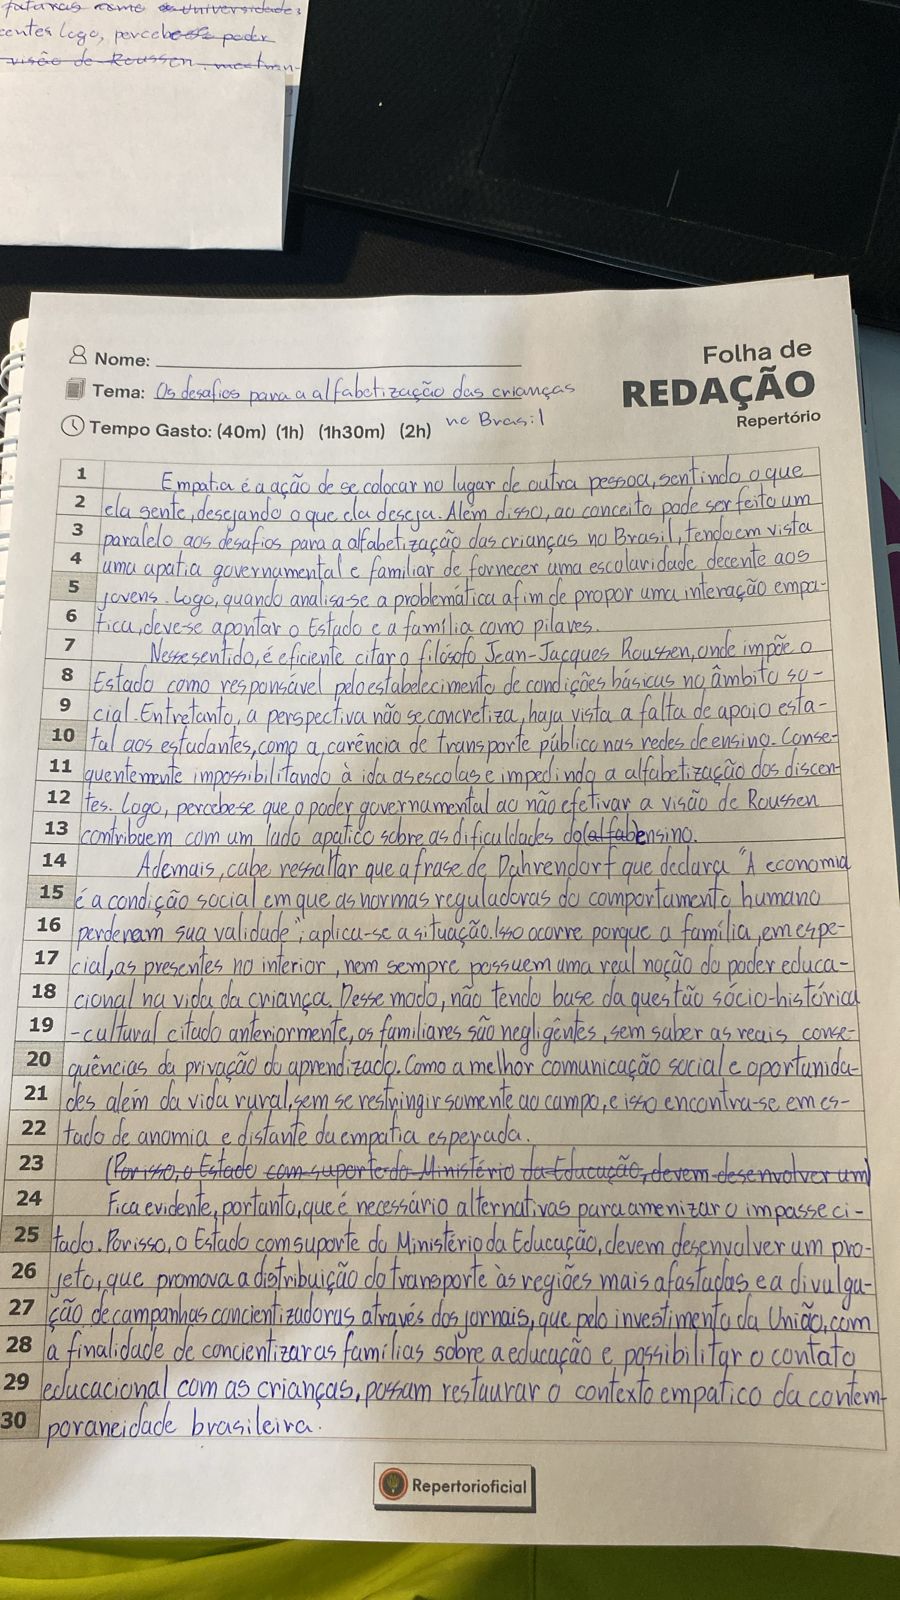 faturas como as universidades
centes logo, percebe-se poder
visão de Roussen, mostran-
Nome:
Folha de
REDAÇÃO
Repertório
Tema: Os desafios para a alfabetização das crianças
no Brasil
Tempo Gasto: (40m) (1h) (1h30m) (2h)
1 Empatia é a ação de se colocar no lugar de outra pessoa, sentindo o que
2 ela sente, desejando o que ela deseja. Além disso, ao conceito pode ser feito um
3 paralelo aos desafios para a alfabetização das crianças no Brasil, tendo em vista
4 uma apatia governamental e familiar de fornecer uma escolaridade decente aos
5 jovens. Logo, quando analisa-se a problemática afim de propor uma interação empa-
6 tica, deve-se apontar o Estado e a família como pilares.
7 Nesse sentido, é eficiente citar o filósofo Jean-Jacques Roussen, onde impõe o
8 Estado como responsável pelo estabelecimento de condições básicas no âmbito so-
9 cial. Entretanto, a perspectiva não se concretiza, haja vista a falta de apoio esta-
10 tal aos estudantes, como a carência de transporte público nas redes de ensino. Conse-
11 quentemente impossibilitando à ida as escolas e impedindo a alfabetização dos discen-
12 tes. Logo, percebe-se que o poder governamental ao não efetivar a visão de Roussen
13 contribuem com um lado apatico sobre as dificuldades do (alfab) ensino.
14 Ademais, cabe ressaltar que a frase de Dahrendorf que declara "A economia
15 é a condição social em que as normas reguladoras do comportamento humano
16 perderam sua validade", aplica-se a situação. Isso ocorre porque a família, em espe-
17 cial, as presentes no interior, nem sempre possuem uma real noção do poder educa-
18 cional na vida da criança. Desse modo, não tendo base da questão sócio-histórica
19 -cultural citado anteriormente, os familiares são negligêntes, sem saber as reais conse-
20 quências da privação do aprendizado. Como a melhor comunicação social e oportunida-
21 des além da vida rural, sem se restringir somente ao campo, e isso encontra-se em es-
22 tado de anomia e distante da empatia esperada.
23 (Por isso, o Estado com suporte do Ministério da Educação, devem desenvolver um)
24 Fica evidente, portanto, que é necessário alternativas para amenizar o impasse ci-
25 tado. Por isso, o Estado com suporte do Ministério da Educação, devem desenvolver um pro-
26 jeto, que promova a distribuição do transporte às regiões mais afastadas e a divulga-
27 ção de campanhas concientizadoras através dos jornais, que pelo investimento da União, com
28 a finalidade de concientizar as famílias sobre a educação e possibilitar o contato
29 educacional com as crianças, possam restaurar o contexto empatico da contem-
30 poraneidade brasileira.
Repertorioficial